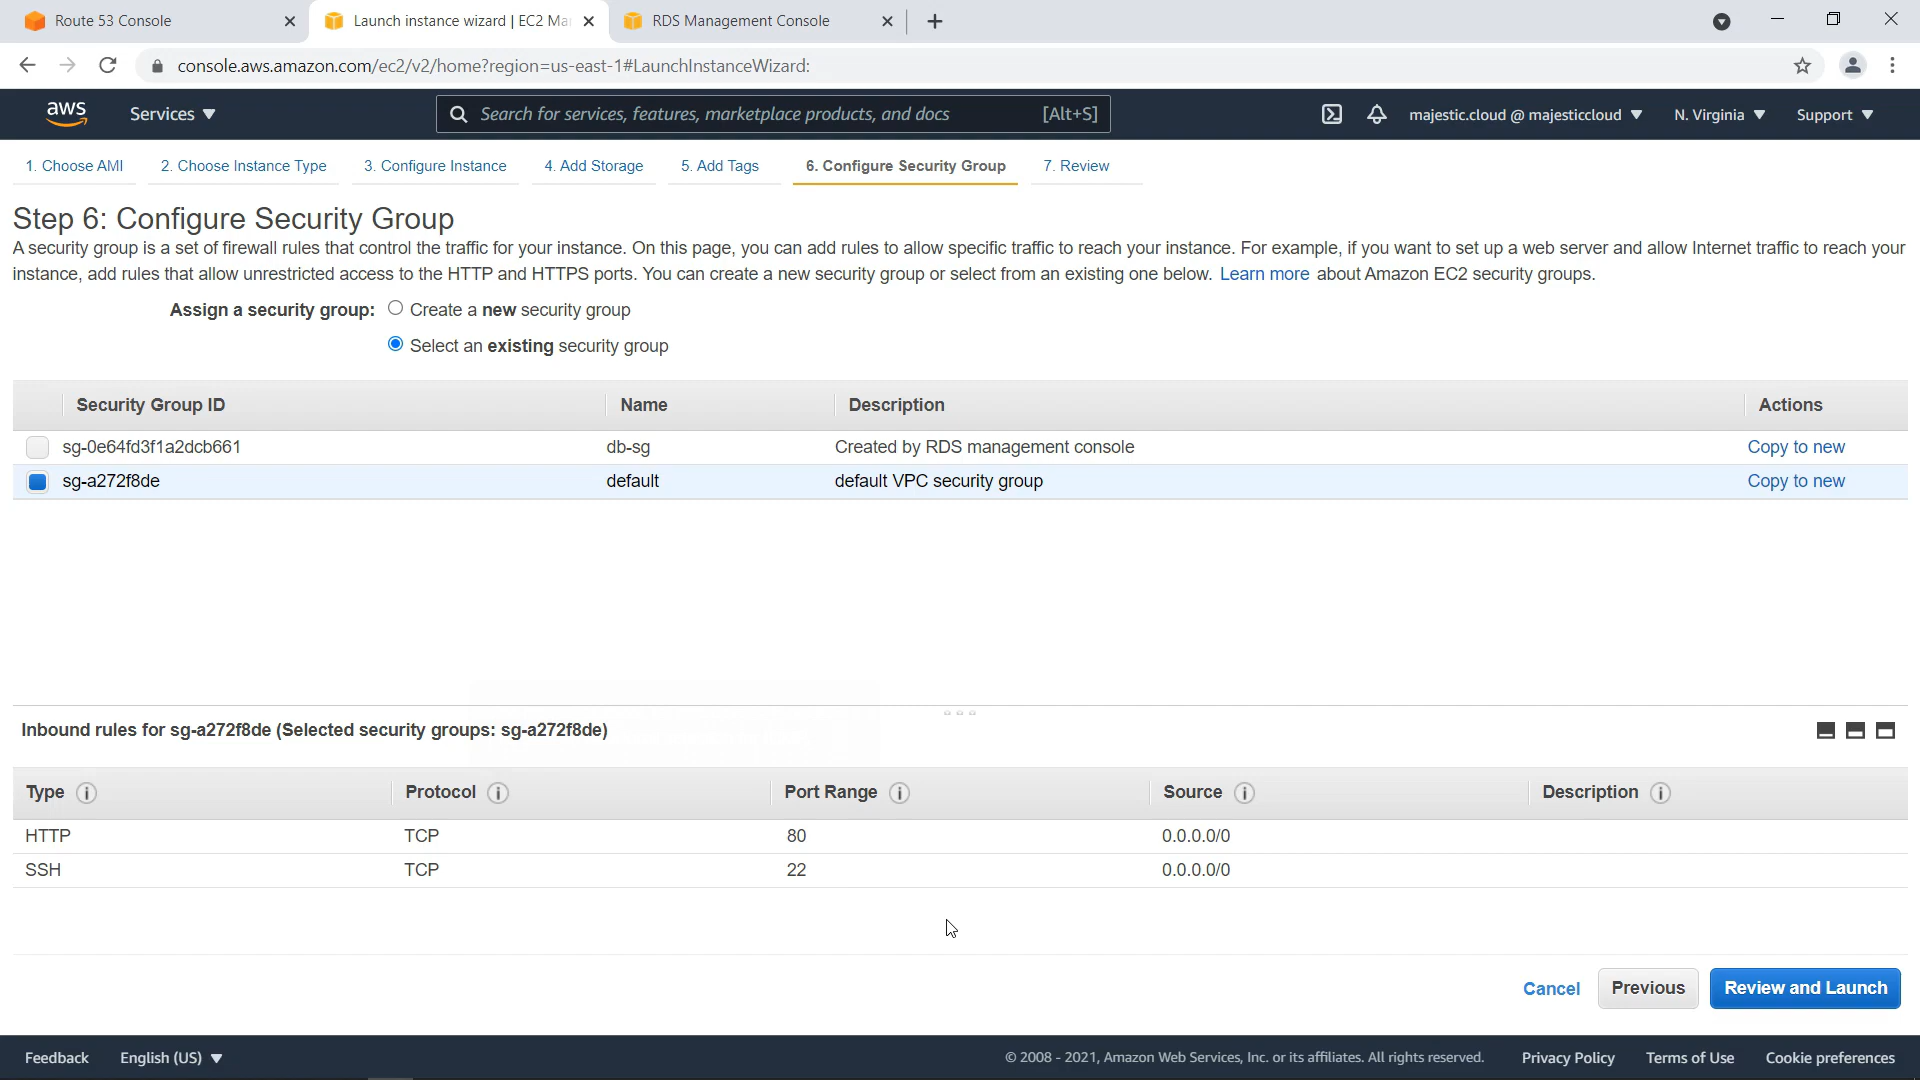 Route 53 Console
Launch instance wizard | EC2 Ma
RDS Management Console
console.aws.amazon.com/ec2/v2/home?region=us-east-1#LaunchInstanceWizard:
aws
Services
Search for services, features, marketplace products, and docs
[Alt+S]
majestic.cloud @ majesticcloud
N. Virginia
Support
1. Choose AMI
2. Choose Instance Type
3. Configure Instance
4. Add Storage
5. Add Tags
6. Configure Security Group
7. Review
Step 6: Configure Security Group
A security group is a set of firewall rules that control the traffic for your instance. On this page, you can add rules to allow specific traffic to reach your instance. For example, if you want to set up a web server and allow Internet traffic to reach your
instance, add rules that allow unrestricted access to the HTTP and HTTPS ports. You can create a new security group or select from an existing one below. Learn more about Amazon EC2 security groups.
Assign a security group: Create a new security group
Select an existing security group
Security Group ID Name Description Actions
sg-0e64fd3f1a2dcb661 db-sg Created by RDS management console Copy to new
sg-a272f8de default default VPC security group Copy to new
Inbound rules for sg-a272f8de (Selected security groups: sg-a272f8de)
Type i Protocol i Port Range i Source i Description i
HTTP TCP 80 0.0.0.0/0
SSH TCP 22 0.0.0.0/0
Cancel Previous Review and Launch
Feedback English (US) © 2008 - 2021, Amazon Web Services, Inc. or its affiliates. All rights reserved. Privacy Policy Terms of Use Cookie preferences